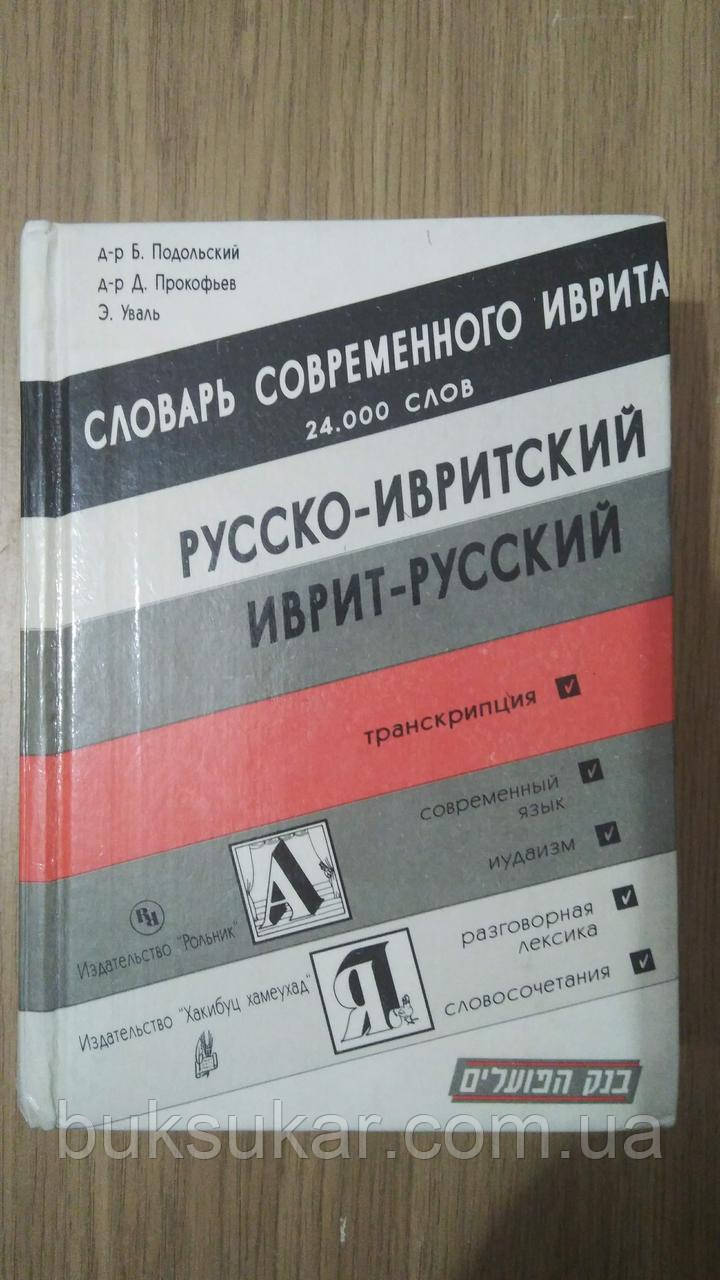 д-р Б. Подольский
д-р Д. Прокофьев
Э. Уваль
СЛОВАРЬ СОВРЕМЕННОГО ИВРИТА
24.000 СЛОВ
РУССКО-ИВРИТСКИЙ
ИВРИТ-РУССКИЙ
транскрипция
современный
язык
иудаизм
А
Издательство "Рольник"
разговорная
лексика
Я
Издательство "Хакибуц хамеухад"
словосочетания
בנק הפועלים
buksukar.com.ua